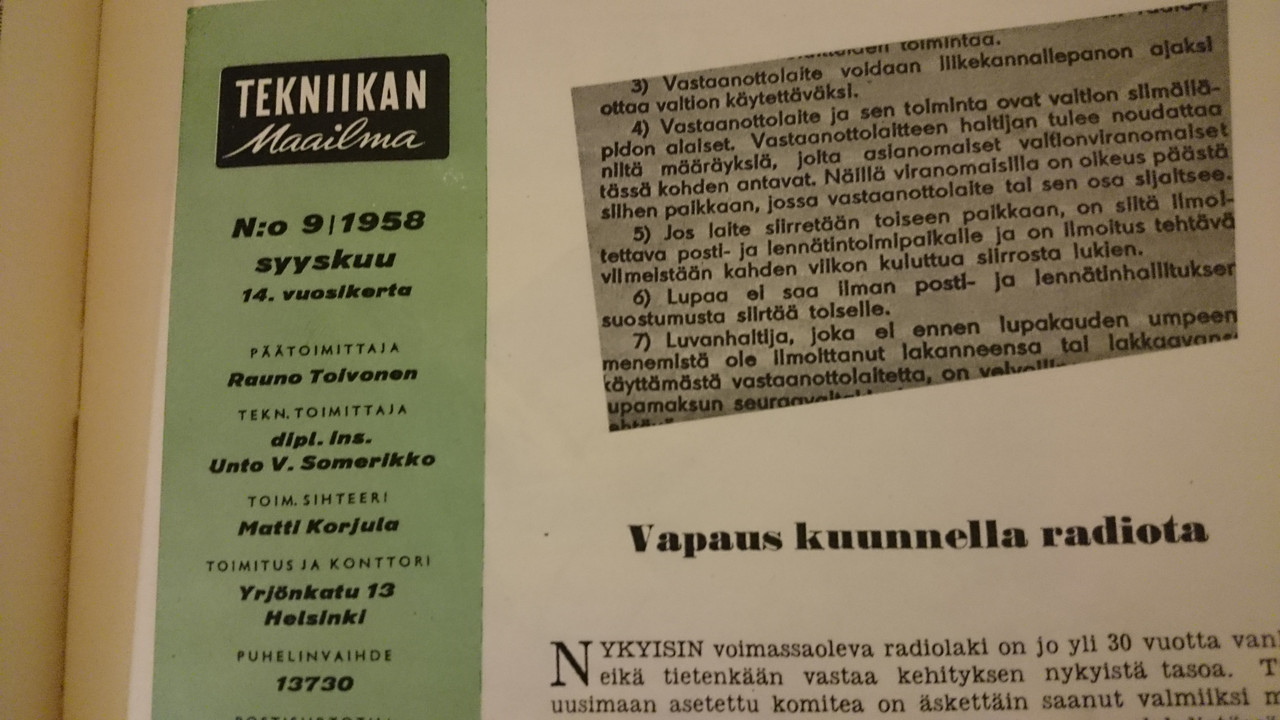 TEKNIIKAN
Maailma
N:o 9|1958
syyskuu
14. vuosikerta
PÄÄTOIMITTAJA
Rauno Toivonen
TEKN. TOIMITTAJA
dipl. ins.
Unto V. Somerikko
TOIM. SIHTEERI
Matti Korjula
TOIMITUS JA KONTTORI
Yrjönkatu 13
Helsinki
PUHELINVAIHDE
13730
toimintaa.
3) Vastaanottolaite voidaan liikekannallepanon ajaksi
ottaa valtion käytettäväksi.
4) Vastaanottolaite ja sen toiminta ovat valtion silmällä-
pidon alaiset. Vastaanottolaitteen haltijan tulee noudattaa
niitä määräyksiä, joita asianomaiset valtionviranomaiset
tässä kohden antavat. Näillä viranomaisilla on oikeus päästä
siihen paikkaan, jossa vastaanottolaite tai sen osa sijaitsee.
5) Jos laite siirretään toiseen paikkaan, on siitä ilmoi-
tettava posti- ja lennätintoimipaikalle ja on ilmoitus tehtävä
viimeistään kahden viikon kuluttua siirrosta lukien.
6) Lupaa ei saa ilman posti- ja lennätinhallituksen
suostumusta siirtää toiselle.
7) Luvanhaltija, joka ei ennen lupakauden umpeen
menemistä ole ilmoittanut lakanneensa tai
käyttämästä vastaanottolaitetta, on
upamaksun
Vapaus kuunnella radiota
NYKYISIN voimassaoleva radiolaki on jo yli 30 vuotta
eikä tietenkään vastaa kehityksen nykyistä tasoa.
uusimaan asetettu komitea on äskettäin saanut valmiiksi